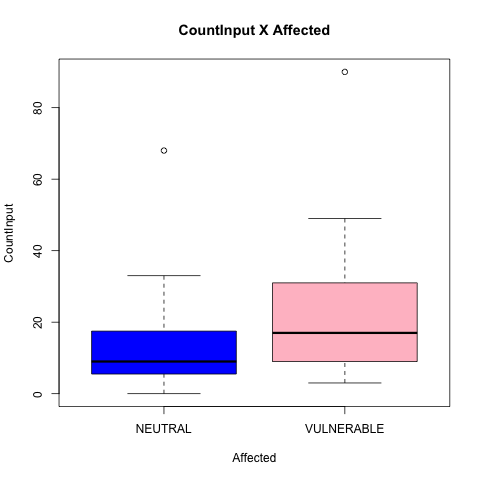 CountInput X Affected
CountInput
80
60
40
20
0
NEUTRAL
VULNERABLE
Affected